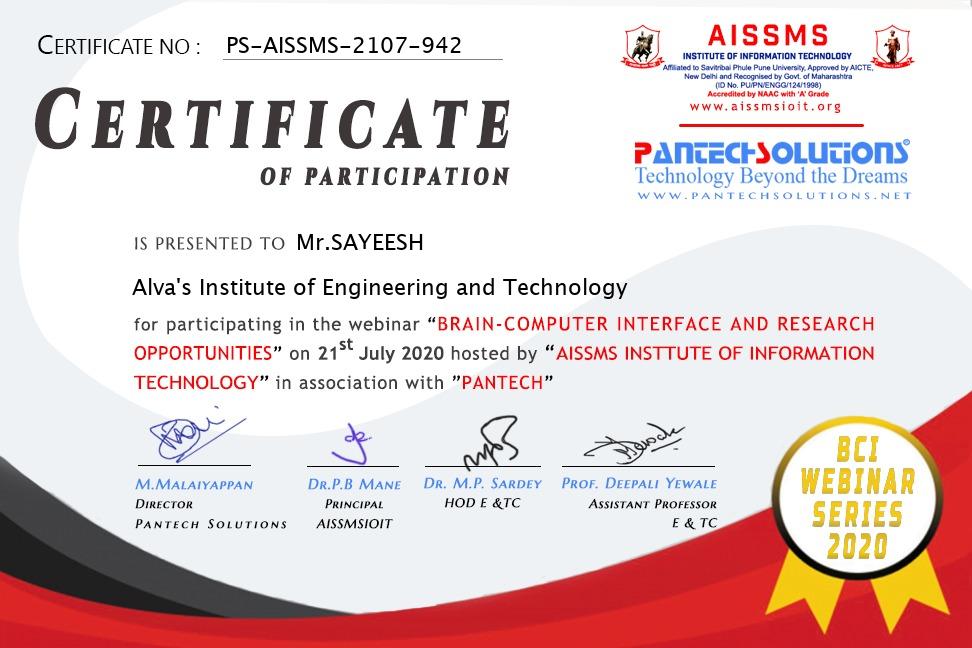 CERTIFICATE NO : PS-AISSMS-2107-942
AISSMS
INSTITUTE OF INFORMATION TECHNOLOGY
Affiliated to Savitribai Phule Pune University, Approved by AICTE,
New Delhi and Recognised by Govt. of Maharashtra
(ID No. PU/PN/ENGG/124/1998)
Accredited by NAAC with 'A' Grade
www.aissmsioit.org
CERTIFICATE
OF PARTICIPATION
PANTECHSOLUTIONS®
Technology Beyond the Dreams
WWW.PANTECHSOLUTIONS.NET
IS PRESENTED TO Mr.SAYEESH
Alva's Institute of Engineering and Technology
for participating in the webinar “BRAIN-COMPUTER INTERFACE AND RESEARCH
OPPORTUNITIES” on 21st July 2020 hosted by “AISSMS INSTTUTE OF INFORMATION
TECHNOLOGY” in association with ”PANTECH”
M.MALAIYAPPAN
DIRECTOR
PANTECH SOLUTIONS
DR.P.B MANE
PRINCIPAL
AISSMSIOIT
DR. M.P. SARDEY
HOD E &TC
PROF. DEEPALI YEWALE
ASSISTANT PROFESSOR
E & TC
BCI
WEBINAR
SERIES
2020